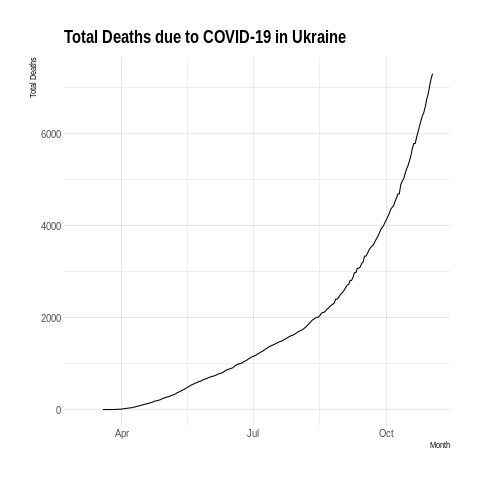 Total Deaths due to COVID-19 in Ukraine
Total Deaths
6000
4000
2000
0
Apr
Jul
Oct
Month